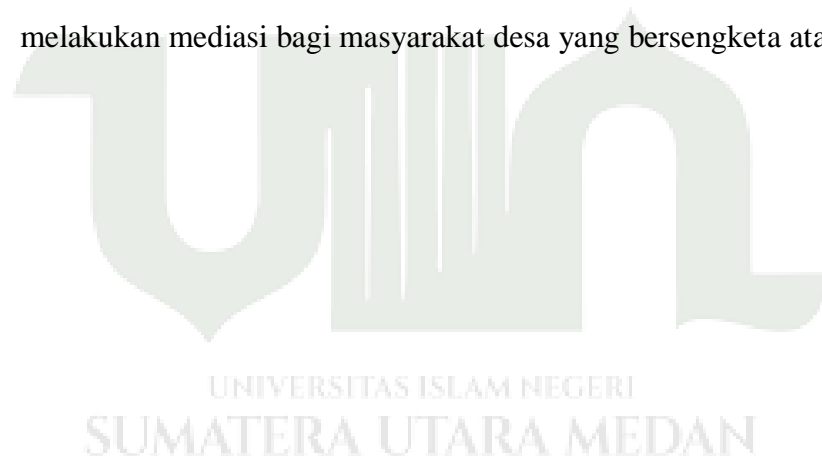 melakukan mediasi bagi masyarakat desa yang bersengketa ata
UNIVERSITAS ISLAM NEGERI
SUMATERA UTARA MEDAN